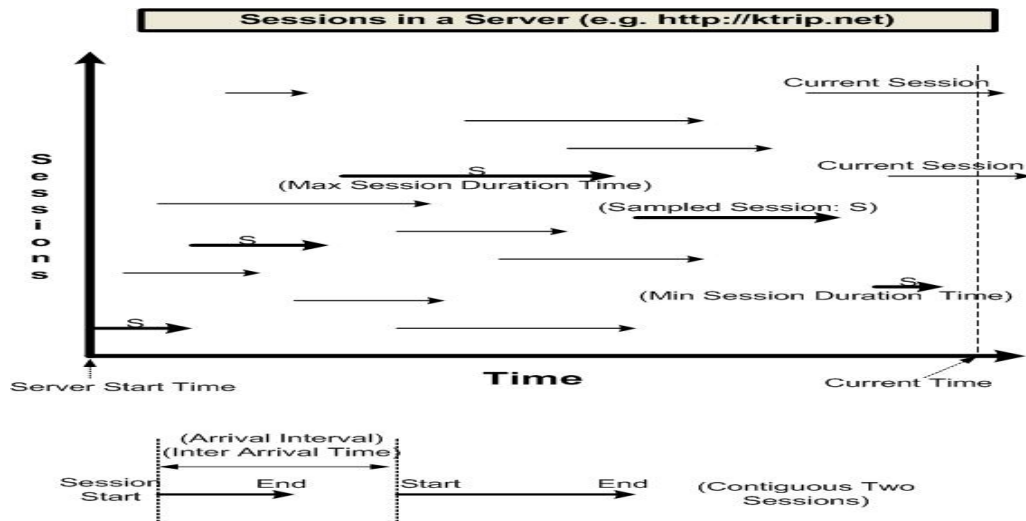 Sessions in a Server (e.g. http://ktrip.net)
Current Session
Sessions
S
(Max Session Duration Time)
Current Session
(Sampled Session: S)
S
S
(Min Session Duration Time)
S
Time
Server Start Time
Current Time
(Arrival Interval)
(Inter Arrival Time)
Session
Start
End
Start
End
(Contiguous Two
Sessions)